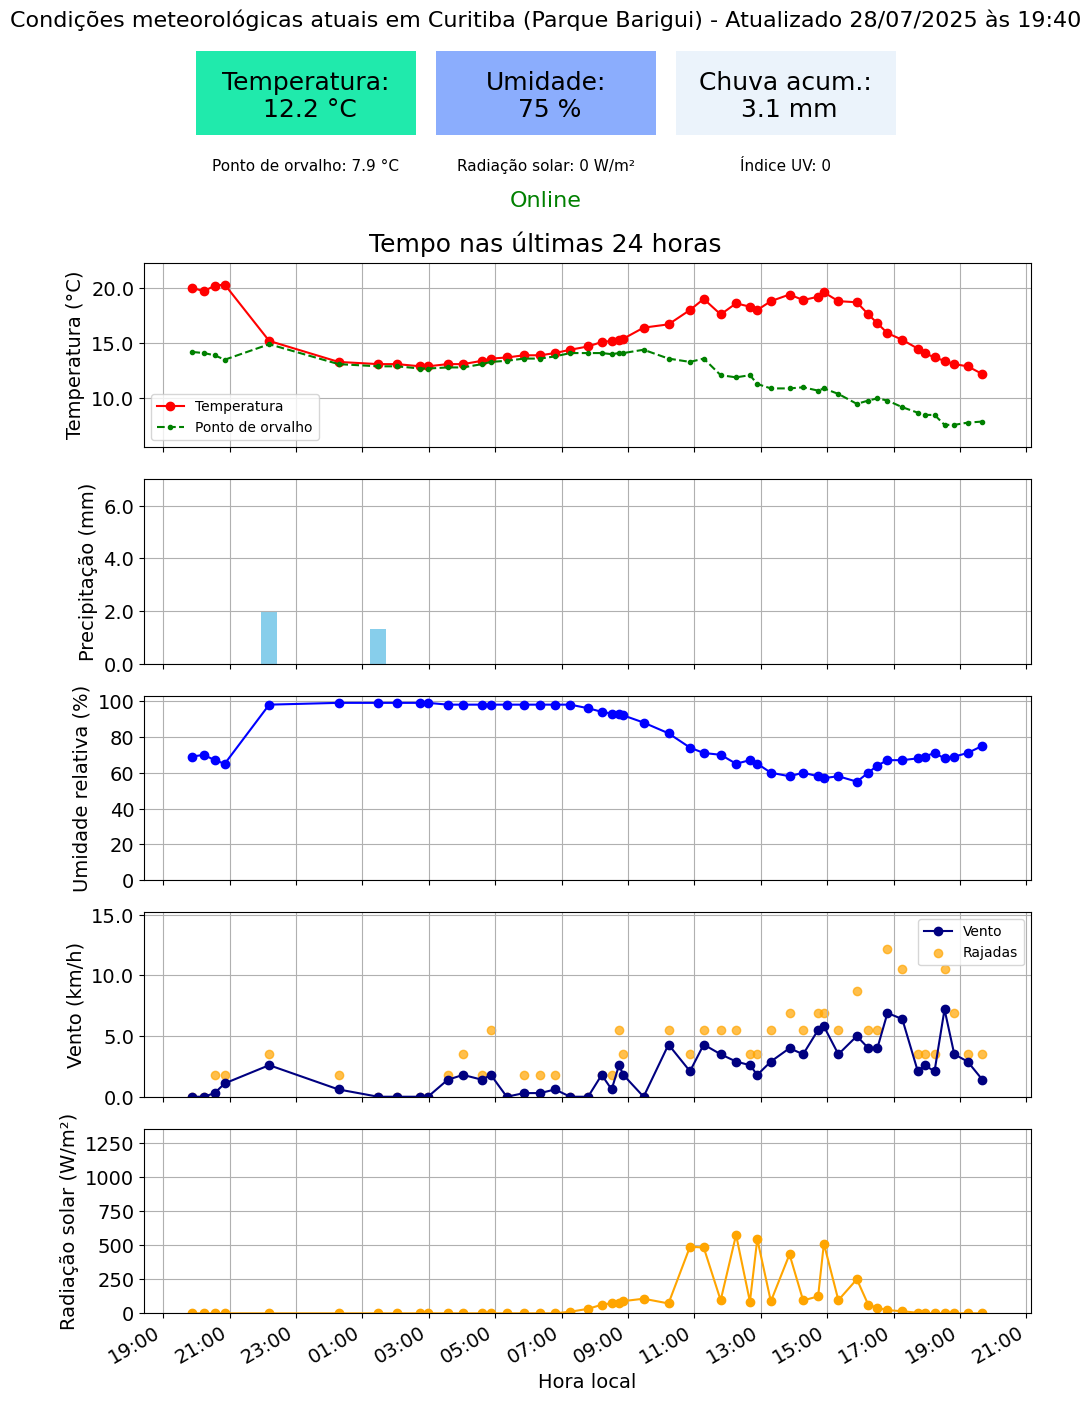 Condições meteorológicas atuais em Curitiba (Parque Barigui) - Atualizado 28/07/2025 às 19:40
Temperatura:
12.2 °C
Umidade:
75 %
Chuva acum.:
3.1 mm
Ponto de orvalho: 7.9 °C
Radiação solar: 0 W/m²
Índice UV: 0
Online
Tempo nas últimas 24 horas
Temperatura (°C)
20.0
15.0
10.0
Temperatura
Ponto de orvalho
Precipitação (mm)
6.0
4.0
2.0
0.0
Umidade relativa (%)
100
80
60
40
20
0
Vento (km/h)
15.0
10.0
5.0
0.0
Vento
Rajadas
Radiação solar (W/m²)
1250
1000
750
500
250
0
19:00
21:00
23:00
01:00
03:00
05:00
07:00
09:00
11:00
13:00
15:00
17:00
19:00
21:00
Hora local